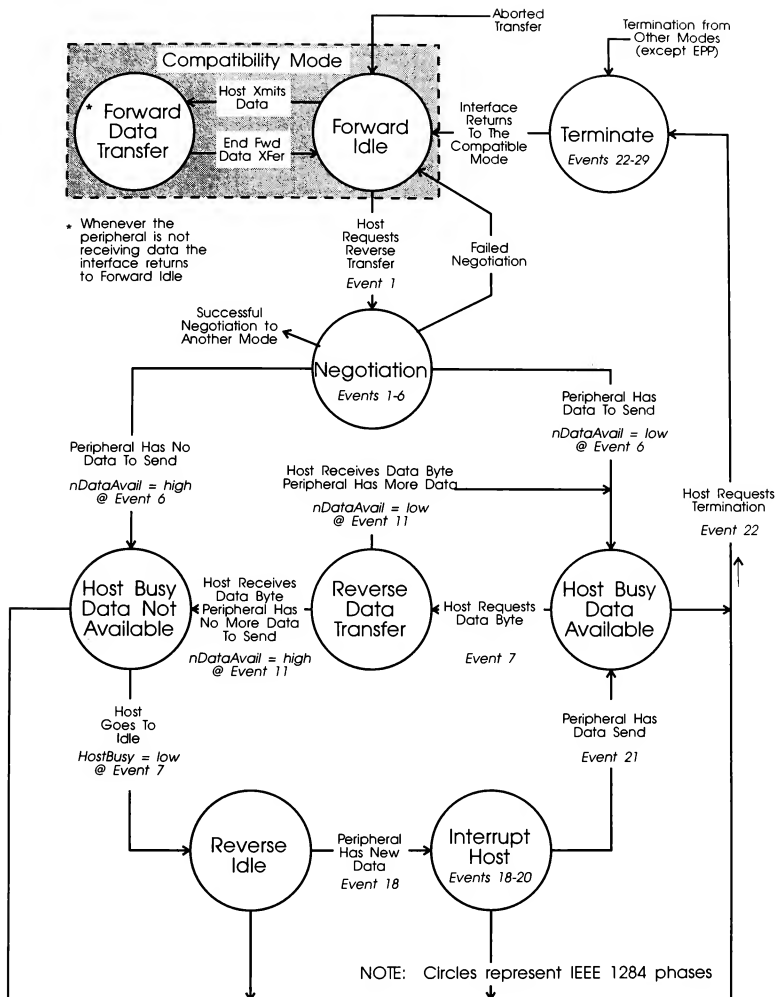 Aborted
Transfer
Termination from
Other Modes
(except EPP)
Compatibility Mode
* Forward
Data
Transfer
Host Xmits
Data
End Fwd
Data XFer
Forward
Idle
Interface
Returns
To The
Compatible
Mode
Terminate
Events 22-29
* Whenever the
peripheral is not
receiving data the
interface returns
to Forward Idle
Host
Requests
Reverse
Transfer
Event 1
Failed
Negotiation
Successful
Negotiation to
Another Mode
Negotiation
Events 1-6
Peripheral Has No
Data To Send
nDataAvail = high
@ Event 6
Peripheral Has
Data To Send
nDataAvail = low
@ Event 6
Host Receives Data Byte
Peripheral Has More Data
nDataAvail = low
@ Event 11
Host Requests
Termination
Event 22
Host Busy
Data Not
Available
Host Receives
Data Byte
Peripheral Has
No More Data
To Send
nDataAvail = high
@ Event 11
Reverse
Data
Transfer
Host Requests
Data Byte
Event 7
Host Busy
Data
Available
Host
Goes To
Idle
HostBusy = low
@ Event 7
Peripheral Has
Data Send
Event 21
Reverse
Idle
Peripheral
Has New
Data
Event 18
Interrupt
Host
Events 18-20
NOTE: Circles represent IEEE 1284 phases